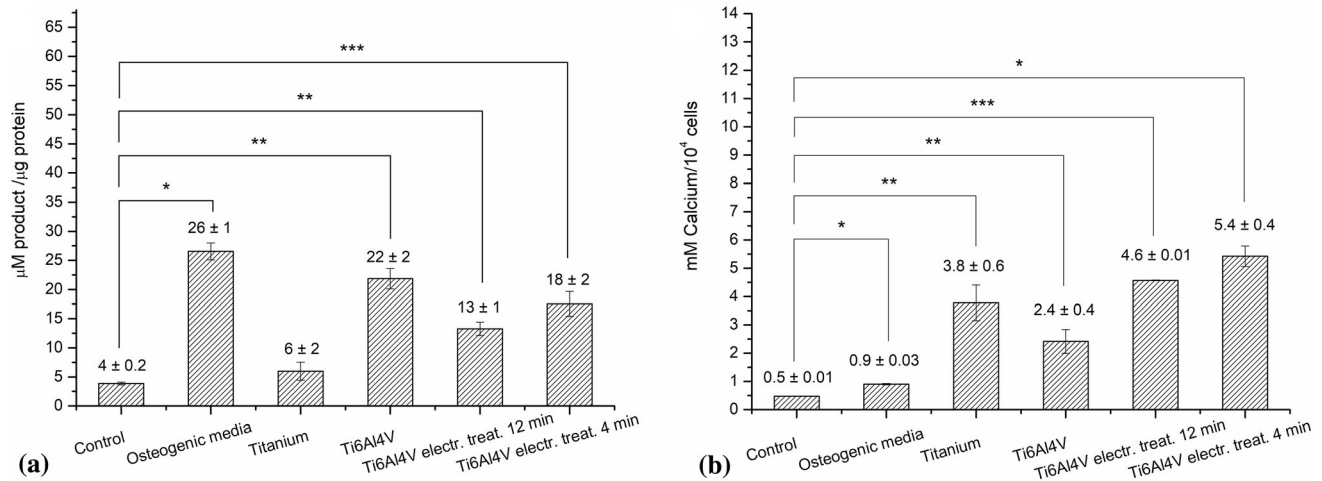 65
60
55
50
45
40
35
30
25
20
15
10
5
0
μM product /μg protein
***
**
**
*
4 ± 0.2
26 ± 1
6 ± 2
22 ± 2
13 ± 1
18 ± 2
Control
Osteogenic media
Titanium
Ti6Al4V
Ti6Al4V electr. treat. 12 min
Ti6Al4V electr. treat. 4 min
(a)
14
13
12
11
10
9
8
7
6
5
4
3
2
1
0
mM Calcium/10⁴ cells
*
***
**
**
*
0.5 ± 0.01
0.9 ± 0.03
3.8 ± 0.6
2.4 ± 0.4
4.6 ± 0.01
5.4 ± 0.4
Control
Osteogenic media
Titanium
Ti6Al4V
Ti6Al4V electr. treat. 12 min
Ti6Al4V electr. treat. 4 min
(b)